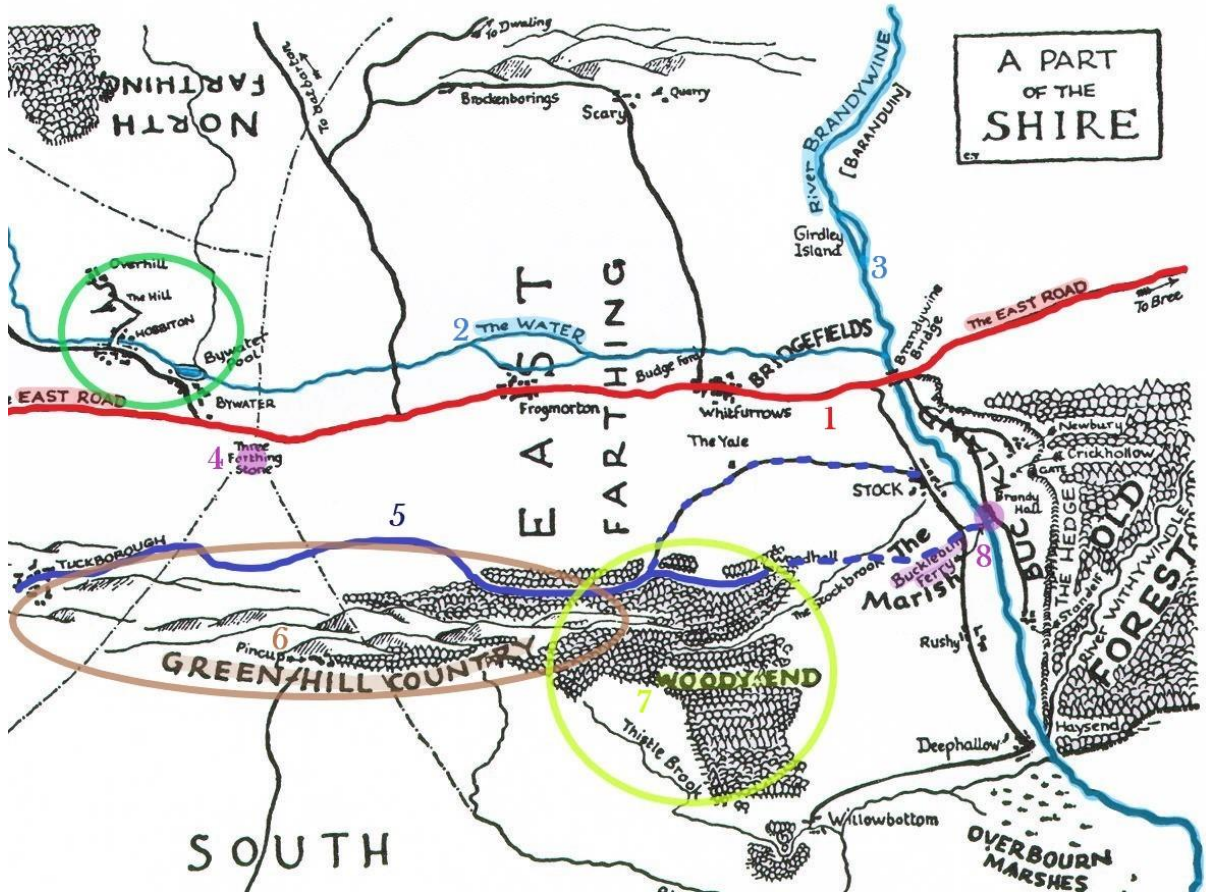 A PART
OF THE
SHIRE
C.T
To Dwaling
To Oatbarton
Brockenborings
Scary
Quarry
NORTH
FARTHING
River BRANDYWINE
[BARANDUIN]
Girdley
Island
3
Overhill
The Hill
HOBBITON
Bywater
Pool
BYWATER
2
The WATER
EAST
FARTHING
Budge Ford
BRIDGEFIELDS
Brandywine
Bridge
The EAST ROAD
To Bree
EAST ROAD
Frogmorton
Whitfurrows
1
4
Three
Farthing
Stone
The Yale
STOCK
Newbury
Crickhollow
GATE
Brandy
Hall
BUCKLAND
THE HEDGE
Standelf
River WITHYWINDLE
OLD
FOREST
5
TUCKBOROUGH
Woodhall
The Stockbrook
The
Marish
Bucklebury
Ferry
8
6
Pincup
GREEN-HILL COUNTRY
Rushy
7
WOODY END
Thistle Brook
Haysend
Deephallow
Willowbottom
OVERBOURN
MARSHES
SOUTH